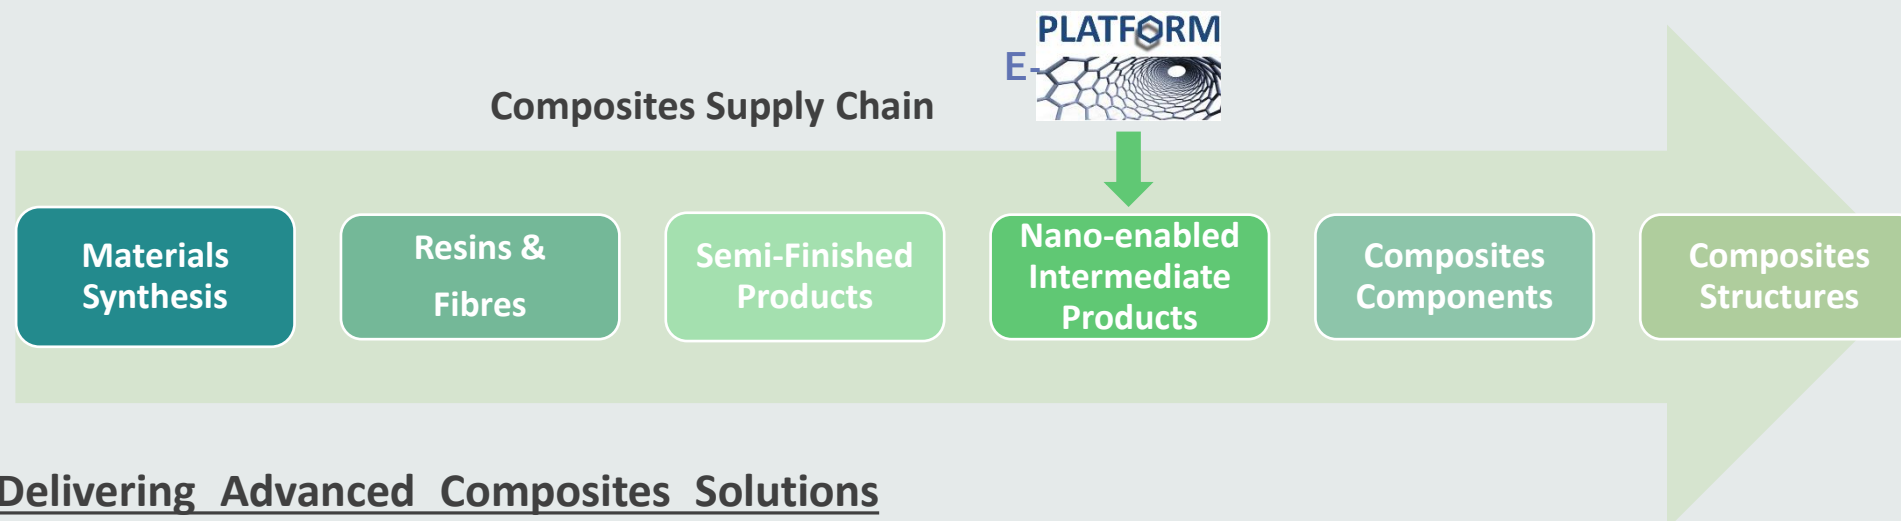 PLATFORM
E-
Composites Supply Chain
Materials
Synthesis
Resins &
Fibres
Semi-Finished
Products
Nano-enabled
Intermediate
Products
Composites
Components
Composites
Structures
Delivering Advanced Composites Solutions